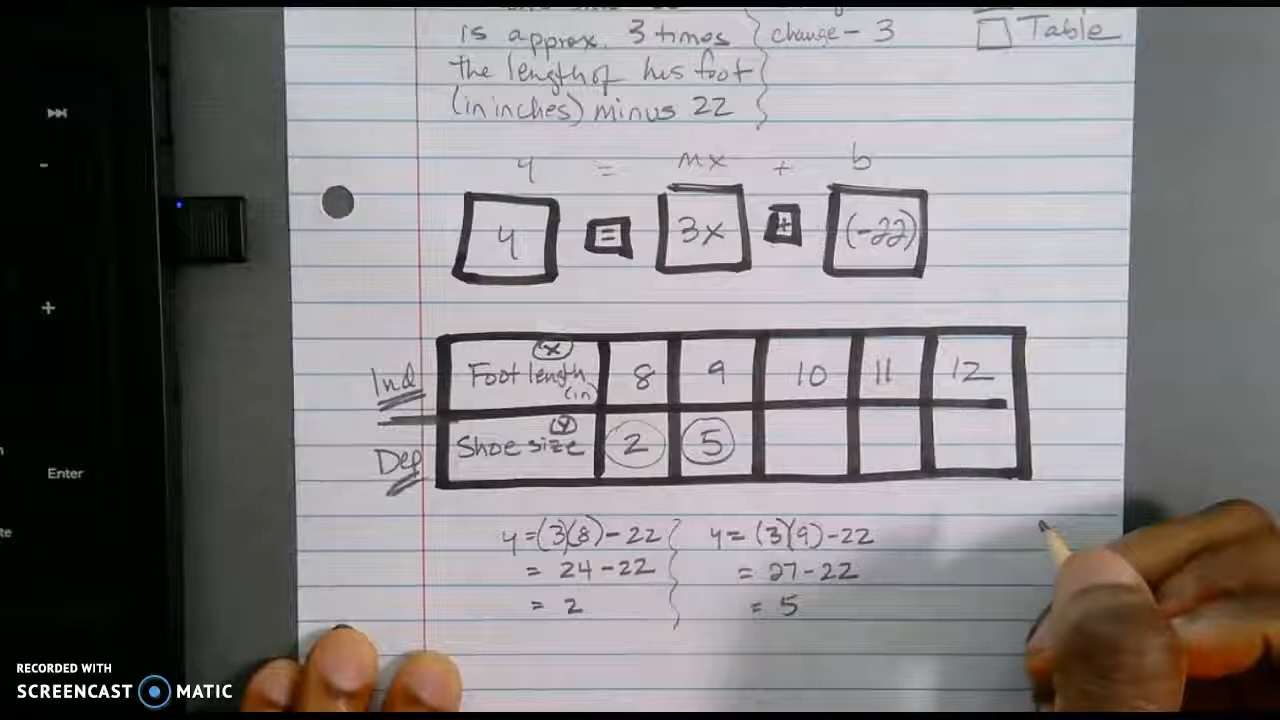 is approx. 3 times
the length of his foot
(in inches) minus 22
change - 3
Table
y = mx + b
y = 3x + (-22)
Ind
x
Foot length (in)
8 9 10 11 12
Dep
y
Shoe size
2 5
y=(3)(8)-22
= 24-22
= 2
y= (3)(9)-22
= 27-22
= 5
-
+
Enter
RECORDED WITH
SCREENCAST MATIC